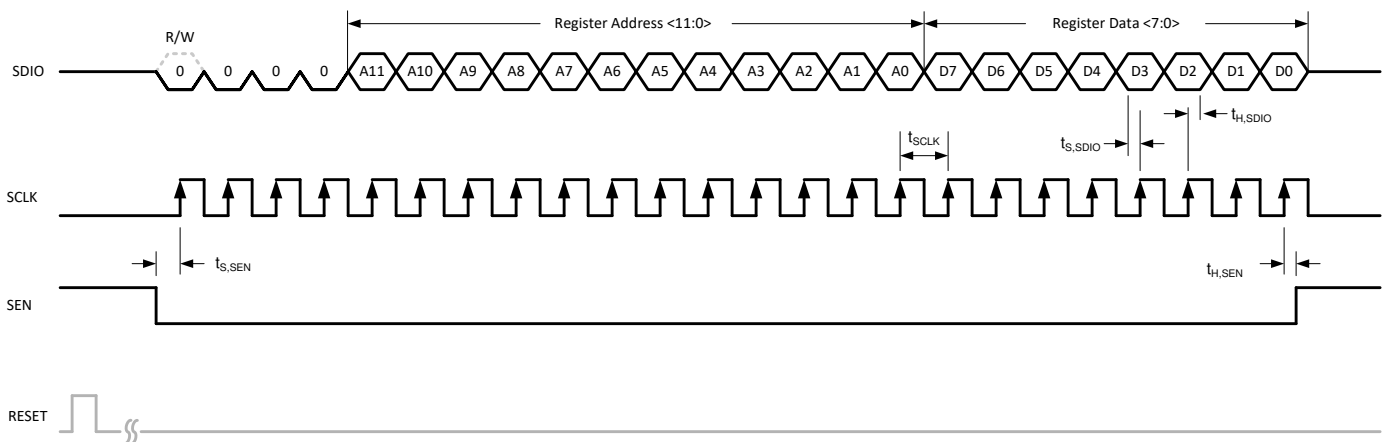 Register Address <11:0> Register Data <7:0>
R/W
SDIO 0 0 0 0 A11 A10 A9 A8 A7 A6 A5 A4 A3 A2 A1 A0 D7 D6 D5 D4 D3 D2 D1 D0
tH,SDIO
tSCLK tS,SDIO
SCLK
tS,SEN tH,SEN
SEN
RESET